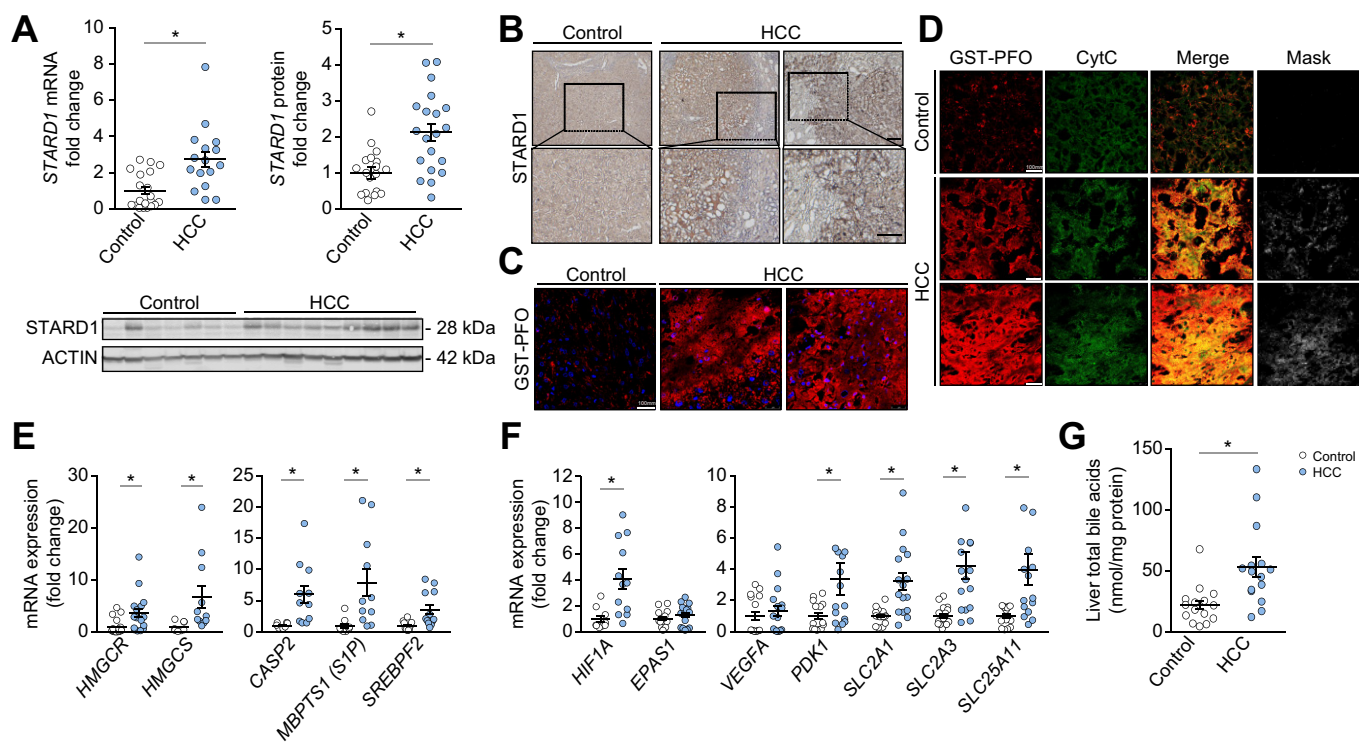 A
STARD1 mRNA
fold change
10
8
6
4
2
0
*
Control
HCC
STARD1 protein
fold change
5
4
3
2
1
0
*
Control
HCC
Control
HCC
STARD1
- 28 kDa
ACTIN
- 42 kDa
B
Control
HCC
STARD1
C
Control
HCC
GST-PFO
100mm
D
GST-PFO
CytC
Merge
Mask
Control
100mm
HCC
E
mRNA expression
(fold change)
30
20
10
0
*
*
HMGCR
HMGCS
25
20
15
10
5
0
*
*
*
CASP2
MBPTS1 (S1P)
SREBPF2
F
mRNA expression
(fold change)
12
10
8
6
4
2
0
*
HIF1A
EPAS1
10
8
6
4
2
0
*
*
*
*
VEGFA
PDK1
SLC2A1
SLC2A3
SLC25A11
G
Liver total bile acids
(nmol/mg protein)
150
100
50
0
*
Control
HCC
Control
HCC